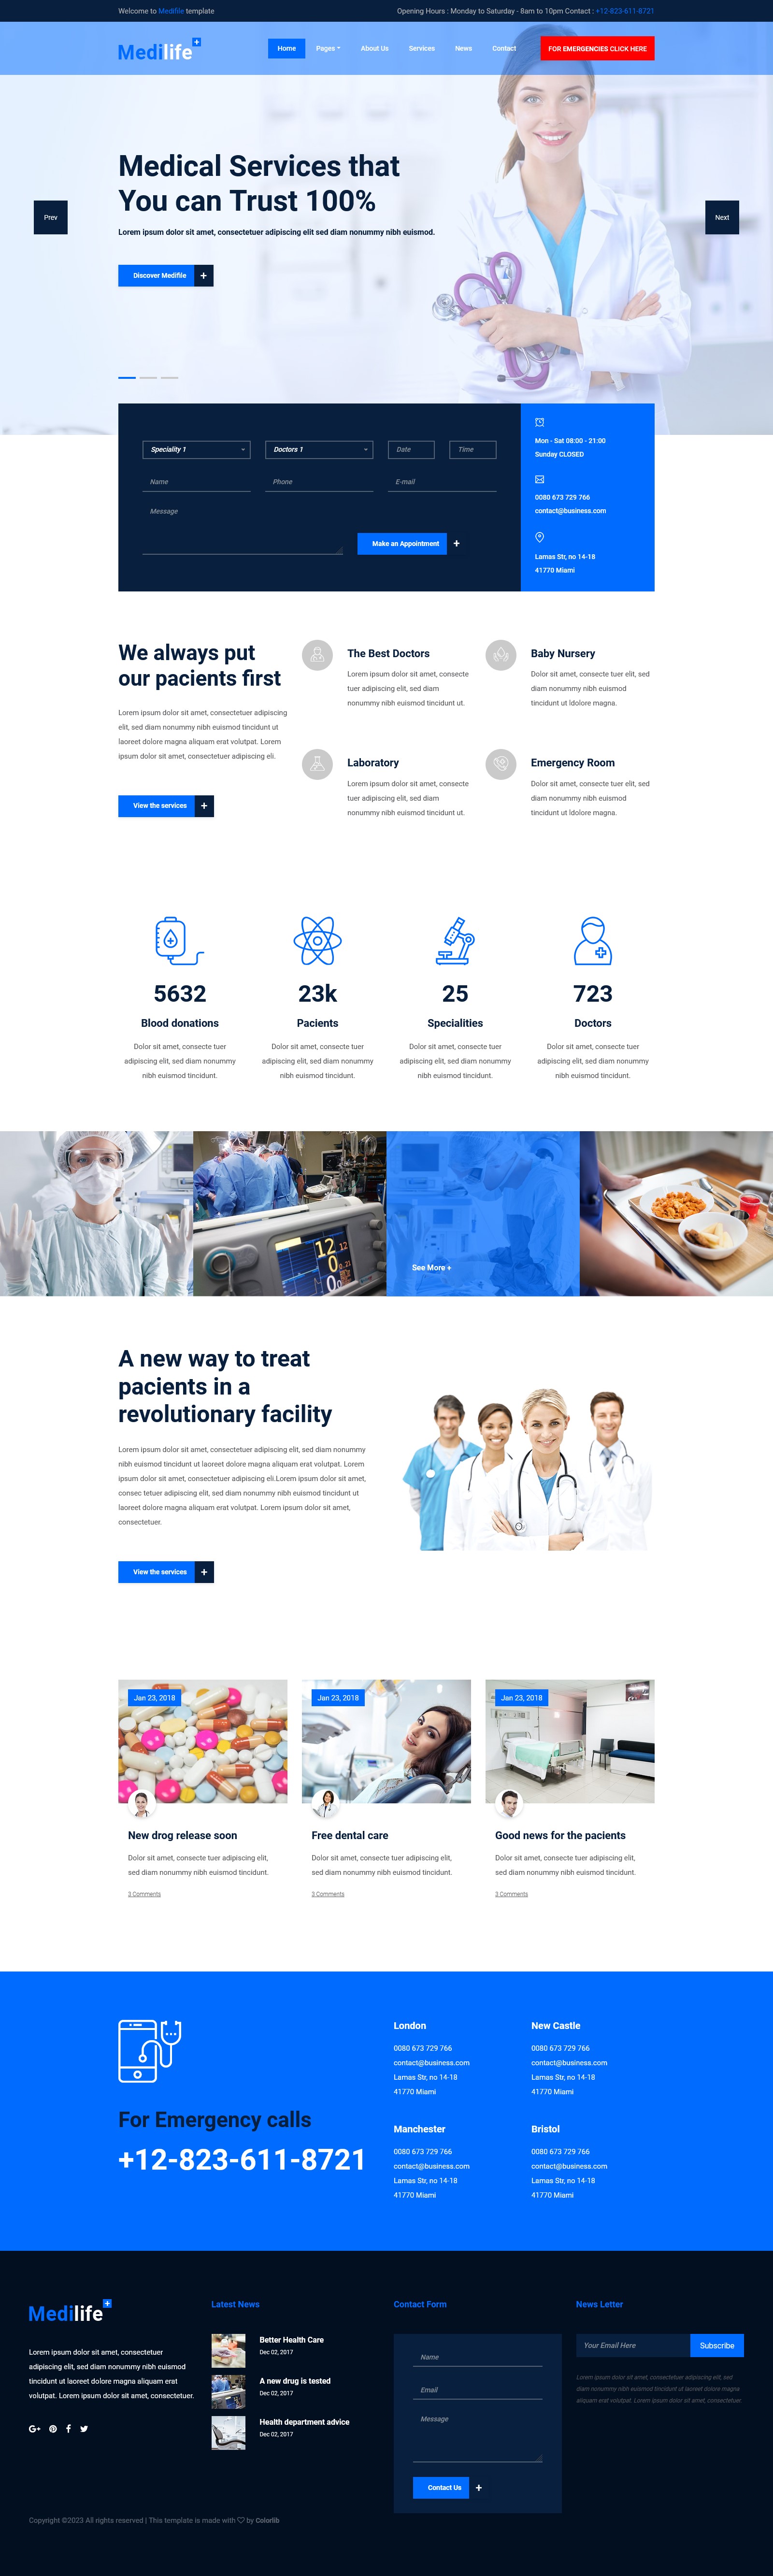 Welcome to Medifile template
Opening Hours : Monday to Saturday - 8am to 10pm Contact : +12-823-611-8721
Medilife
Home
Pages
About Us
Services
News
Contact
FOR EMERGENCIES CLICK HERE
Medical Services that
You can Trust 100%
Lorem ipsum dolor sit amet, consectetuer adipiscing elit sed diam nonummy nibh euismod.
Prev
Next
Discover Medifile +
Speciality 1
Doctors 1
Date
Time
Name
Phone
E-mail
Message
Make an Appointment +
Mon - Sat 08:00 - 21:00
Sunday CLOSED
0080 673 729 766
contact@business.com
Lamas Str, no 14-18
41770 Miami
We always put
our pacients first
Lorem ipsum dolor sit amet, consectetuer adipiscing
elit, sed diam nonummy nibh euismod tincidunt ut
laoreet dolore magna aliquam erat volutpat. Lorem
ipsum dolor sit amet, consectetuer adipiscing eli.
View the services +
The Best Doctors
Lorem ipsum dolor sit amet, consecte
tuer adipiscing elit, sed diam
nonummy nibh euismod tincidunt ut.
Baby Nursery
Dolor sit amet, consecte tuer elit, sed
diam nonummy nibh euismod
tincidunt ut ldolore magna.
Laboratory
Lorem ipsum dolor sit amet, consecte
tuer adipiscing elit, sed diam
nonummy nibh euismod tincidunt ut.
Emergency Room
Dolor sit amet, consecte tuer elit, sed
diam nonummy nibh euismod
tincidunt ut ldolore magna.
5632
Blood donations
Dolor sit amet, consecte tuer
adipiscing elit, sed diam nonummy
nibh euismod tincidunt.
23k
Pacients
Dolor sit amet, consecte tuer
adipiscing elit, sed diam nonummy
nibh euismod tincidunt.
25
Specialities
Dolor sit amet, consecte tuer
adipiscing elit, sed diam nonummy
nibh euismod tincidunt.
723
Doctors
Dolor sit amet, consecte tuer
adipiscing elit, sed diam nonummy
nibh euismod tincidunt.
See More +
A new way to treat
pacients in a
revolutionary facility
Lorem ipsum dolor sit amet, consectetuer adipiscing elit, sed diam nonummy
nibh euismod tincidunt ut laoreet dolore magna aliquam erat volutpat. Lorem
ipsum dolor sit amet, consectetuer adipiscing eli.Lorem ipsum dolor sit amet,
consec tetuer adipiscing elit, sed diam nonummy nibh euismod tincidunt ut
laoreet dolore magna aliquam erat volutpat. Lorem ipsum dolor sit amet,
consectetuer.
View the services +
Jan 23, 2018
New drog release soon
Dolor sit amet, consecte tuer adipiscing elit,
sed diam nonummy nibh euismod tincidunt.
3 Comments
Jan 23, 2018
Free dental care
Dolor sit amet, consecte tuer adipiscing elit,
sed diam nonummy nibh euismod tincidunt.
3 Comments
Jan 23, 2018
Good news for the pacients
Dolor sit amet, consecte tuer adipiscing elit,
sed diam nonummy nibh euismod tincidunt.
3 Comments
For Emergency calls
+12-823-611-8721
London
0080 673 729 766
contact@business.com
Lamas Str, no 14-18
41770 Miami
New Castle
0080 673 729 766
contact@business.com
Lamas Str, no 14-18
41770 Miami
Manchester
0080 673 729 766
contact@business.com
Lamas Str, no 14-18
41770 Miami
Bristol
0080 673 729 766
contact@business.com
Lamas Str, no 14-18
41770 Miami
Medilife
Lorem ipsum dolor sit amet, consectetuer
adipiscing elit, sed diam nonummy nibh euismod
tincidunt ut laoreet dolore magna aliquam erat
volutpat. Lorem ipsum dolor sit amet, consectetuer.
Latest News
Better Health Care
Dec 02, 2017
A new drug is tested
Dec 02, 2017
Health department advice
Dec 02, 2017
Contact Form
Name
Email
Message
Contact Us +
News Letter
Your Email Here
Subscribe
Lorem ipsum dolor sit amet, consectetuer adipiscing elit, sed
diam nonummy nibh euismod tincidunt ut laoreet dolore magna
aliquam erat volutpat. Lorem ipsum dolor sit amet, consectetuer.
Copyright ©2023 All rights reserved | This template is made with ♡ by Colorlib